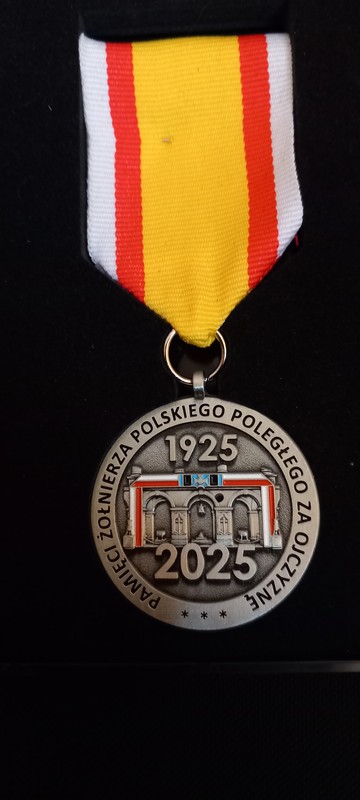 PAMIĘCI ŻOŁNIERZA POLSKIEGO POLEGŁEGO ZA OJCZYZNĘ
1925
2025
* * *